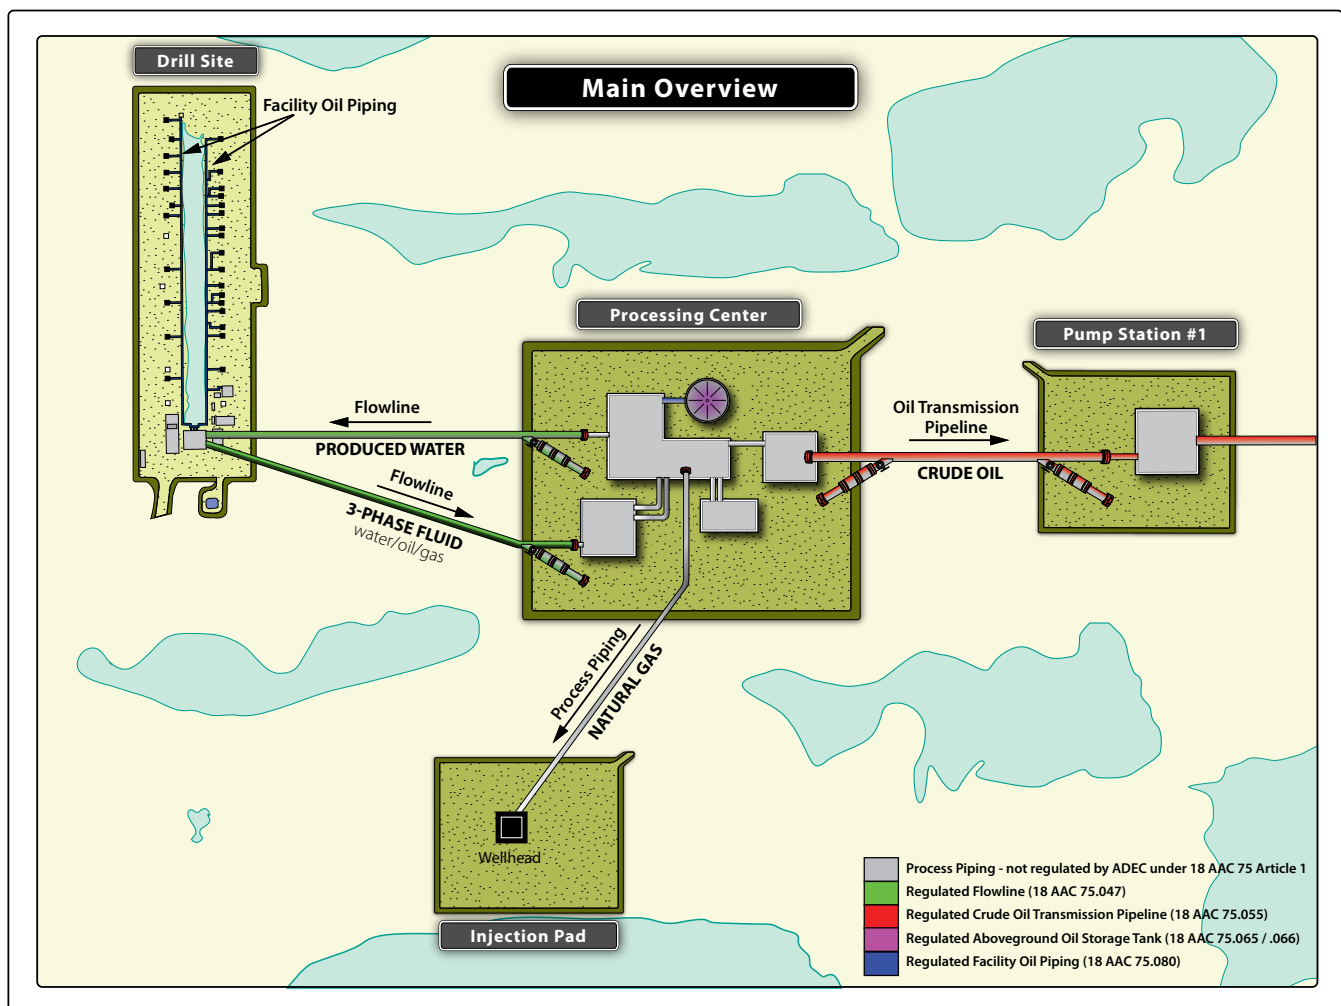 Drill Site
Main Overview
Facility Oil Piping
Processing Center
Pump Station #1
Flowline
PRODUCED WATER
Oil Transmission
Pipeline
CRUDE OIL
Flowline
3-PHASE FLUID
water/oil/gas
Process Piping
NATURAL GAS
Wellhead
Injection Pad
Process Piping - not regulated by ADEC under 18 AAC 75 Article 1
Regulated Flowline (18 AAC 75.047)
Regulated Crude Oil Transmission Pipeline (18 AAC 75.055)
Regulated Aboveground Oil Storage Tank (18 AAC 75.065 / .066)
Regulated Facility Oil Piping (18 AAC 75.080)